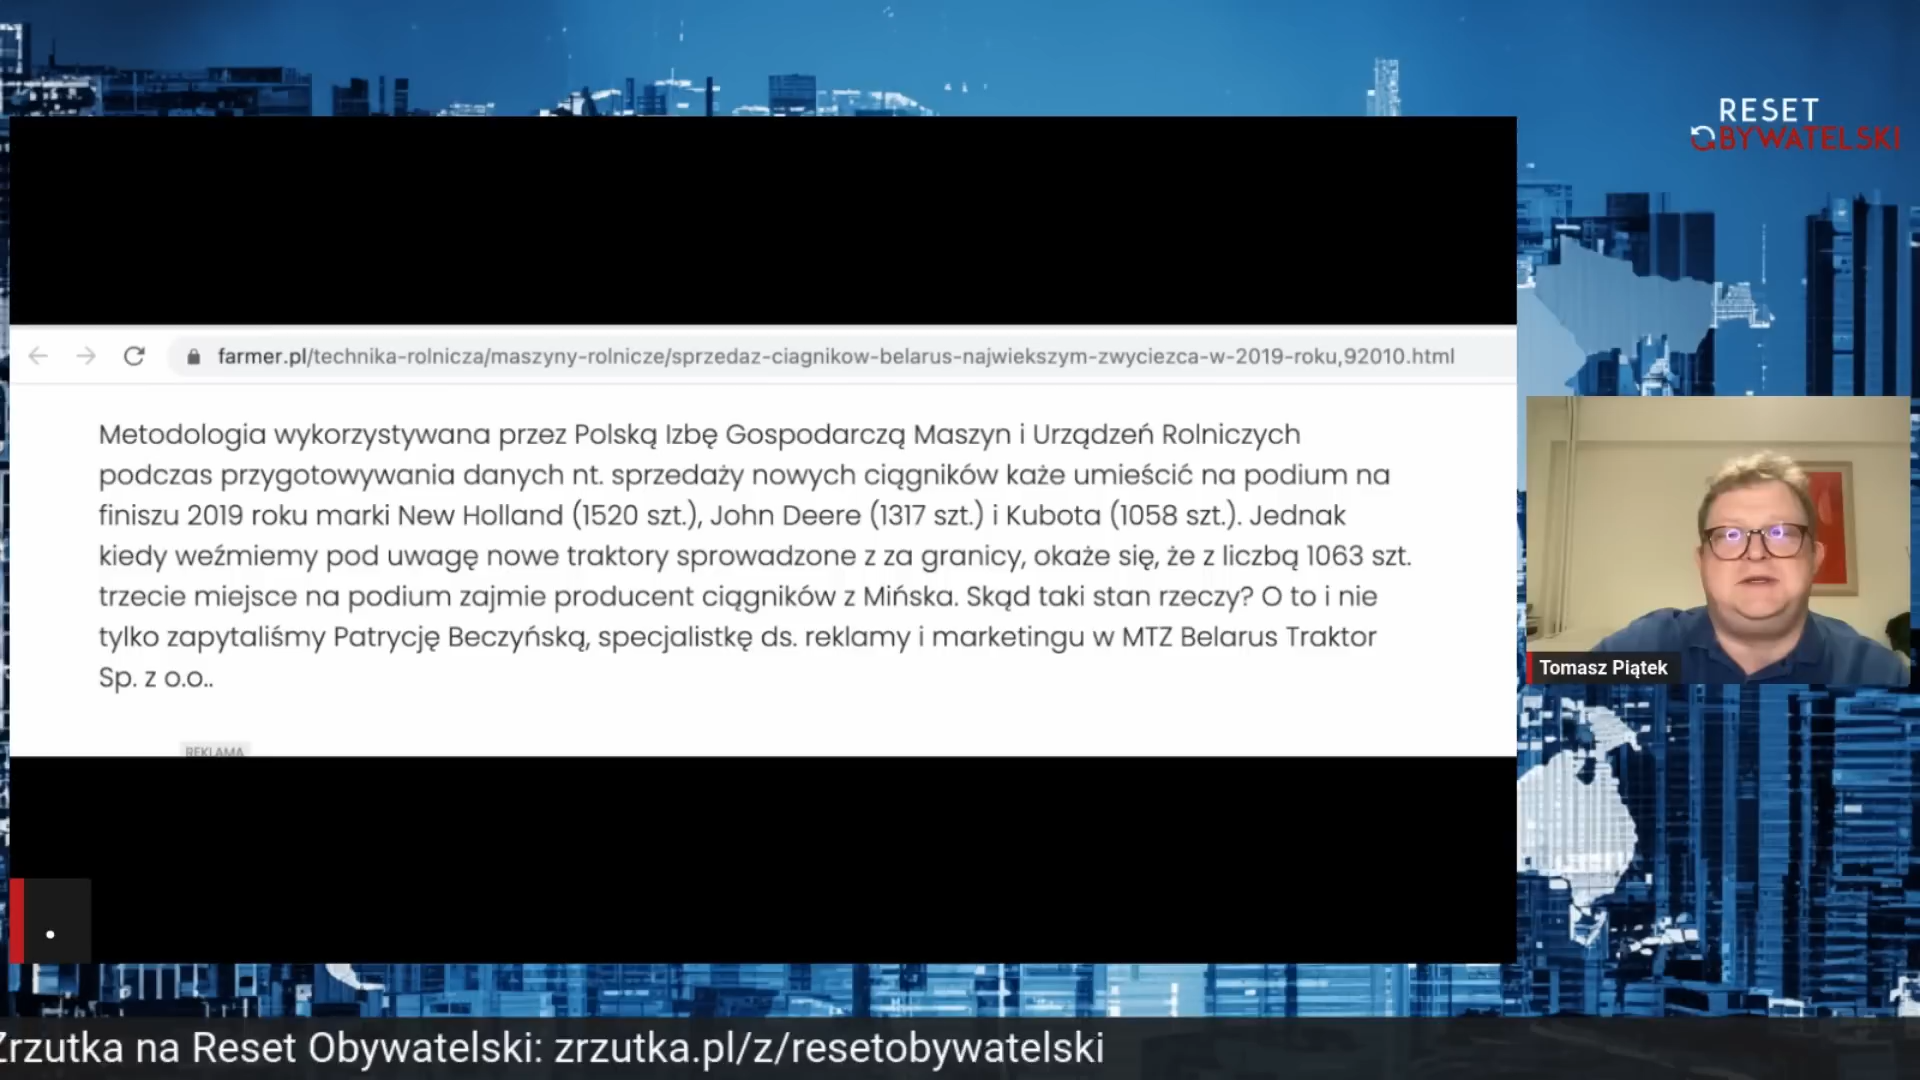 RESET
OBYWATELSKI
farmer.pl/technika-rolnicza/maszyny-rolnicze/sprzedaz-ciagnikow-belarus-najwiekszym-zwyciezca-w-2019-roku,92010.html
Metodologia wykorzystywana przez Polską Izbę Gospodarczą Maszyn i Urządzeń Rolniczych
podczas przygotowywania danych nt. sprzedaży nowych ciągników każe umieścić na podium na
finiszu 2019 roku marki New Holland (1520 szt.), John Deere (1317 szt.) i Kubota (1058 szt.). Jednak
kiedy weźmiemy pod uwagę nowe traktory sprowadzone z za granicy, okaże się, że z liczbą 1063 szt.
trzecie miejsce na podium zajmie producent ciągników z Mińska. Skąd taki stan rzeczy? O to i nie
tylko zapytaliśmy Patrycję Beczyńską, specjalistkę ds. reklamy i marketingu w MTZ Belarus Traktor
Sp. z o.o..
REKLAMA
Tomasz Piątek
.
Zrzutka na Reset Obywatelski: zrzutka.pl/z/resetobywatelski